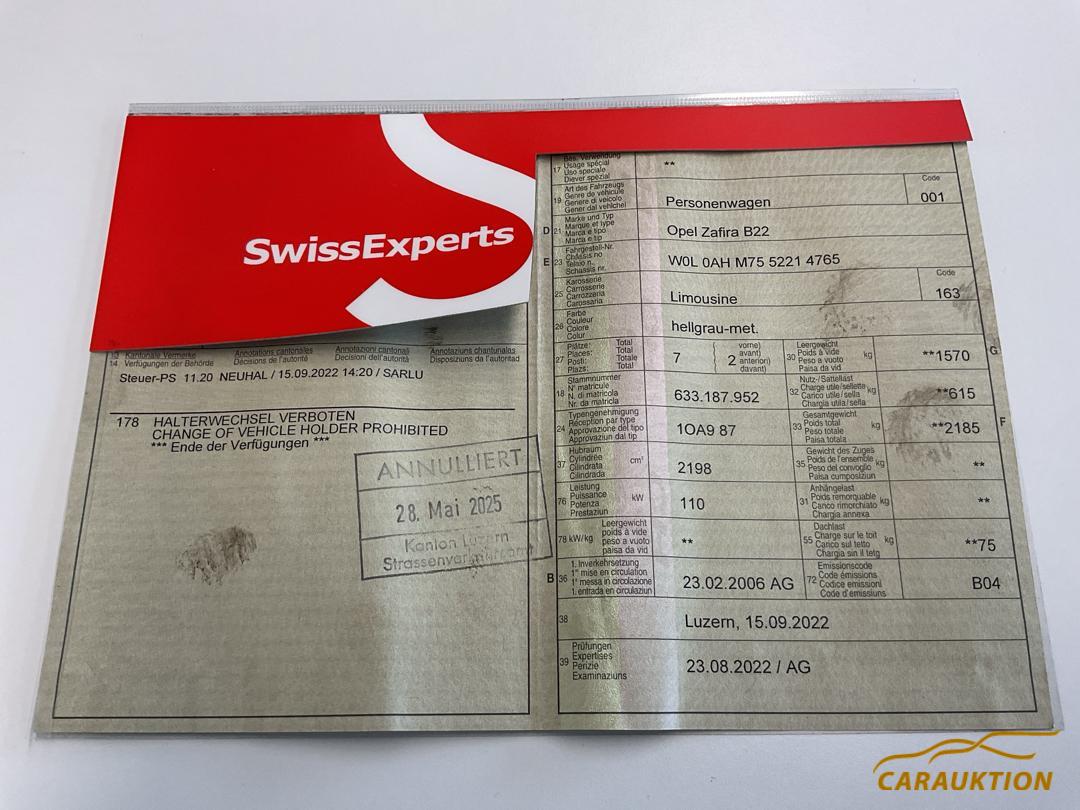 SwissExperts
13 Kantonale Vermerke Annotations cantonales Annotazioni cantonali Annotaziuns chantunalas
14 Verfügungen der Behörde Décisions de l'autorité Decisioni dell'autorità Disposiziuns da l'autoritad
Steuer-PS 11.20 NEUHAL / 15.09.2022 14:20 / SARLU
178 HALTERWECHSEL VERBOTEN
CHANGE OF VEHICLE HOLDER PROHIBITED
*** Ende der Verfügungen ***
ANNULLIERT
28. Mai 2025
Kanton Luzern
Bes. Verwendung
Usage spécial
Uso speciale
Diever spezial
17 **
Art des Fahrzeugs
Genre de véhicule
Genere di veicolo
Gener dal vehichel
19 Personenwagen
Code
001
Marke und Typ
Marque et type
Marca e tipo
Marca e tip
D 21 Opel Zafira B22
Fahrgestell-Nr.
Châssis no
Telaio n.
Schassis nr.
E 23 W0L 0AH M75 5221 4765
Karosserie
Carrosserie
Carrozzeria
Carossaria
25 Limousine
Code
163
Farbe
Couleur
Colore
Colur
26 hellgrau-met.
Plätze: Total
Places: Total
Posti: Totale
Plazs: Total
27 7
vorne)
avant)
anteriori)
davant)
2
Leergewicht
Poids à vide
Peso a vuoto
Paisa da vid
30 kg **1570 G
Stammnummer
N° matricule
N. di matricola
Nr. da matricla
18 633.187.952
Nutz-/Sattellast
Charge utile/sellette
Carico utile/sella
Chargia utila/sella
32 kg **615
Typengenehmigung
Réception par type
Approvazione del tipo
Approvaziun dal tip
24 1OA9 87
Gesamtgewicht
Poids total
Peso totale
Paisa totala
33 kg **2185 F
Hubraum
Cylindrée
Cilindrata
Cilindrada
37 cm³ 2198
Gewicht des Zuges
Poids de l'ensemble
Peso del convoglio
Paisa cumposiziun
35 kg **
Leistung
Puissance
Potenza
Prestaziun
76 kW 110
Anhängelast
Poids remorquable
Carico rimorchiato
Chargia annexa
31 kg **
Leergewicht
poids à vide
peso a vuoto
paisa da vid
78 kW/kg **
Dachlast
Charge sur le toit
Carico sul tetto
Chargia sin il tetg
55 kg **75
1. Inverkehrsetzung
1re mise en circulation
1a messa in circolazione
1. entrada en circulaziun
B 36 23.02.2006 AG
Emissionscode
Code émissions
Codice emissioni
Code d'emissiuns
72 B04
38 Luzern, 15.09.2022
Prüfungen
Expertises
Perizie
Examinaziuns
39 23.08.2022 / AG
CARAUKTION